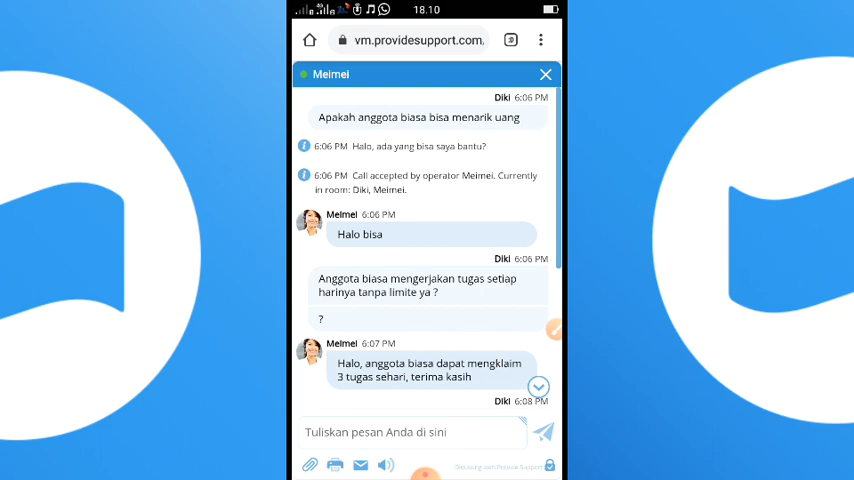 18.10
vm.providesupport.com,
Meimei
Diki 6:06 PM
Apakah anggota biasa bisa menarik uang
6:06 PM Halo, ada yang bisa saya bantu?
6:06 PM Call accepted by operator Meimei. Currently
in room: Diki, Meimei.
Meimei 6:06 PM
Halo bisa
Diki 6:06 PM
Anggota biasa mengerjakan tugas setiap
harinya tanpa limite ya ?
?
Meimei 6:07 PM
Halo, anggota biasa dapat mengklaim
3 tugas sehari, terima kasih
Diki 6:08 PM
Tuliskan pesan Anda di sini